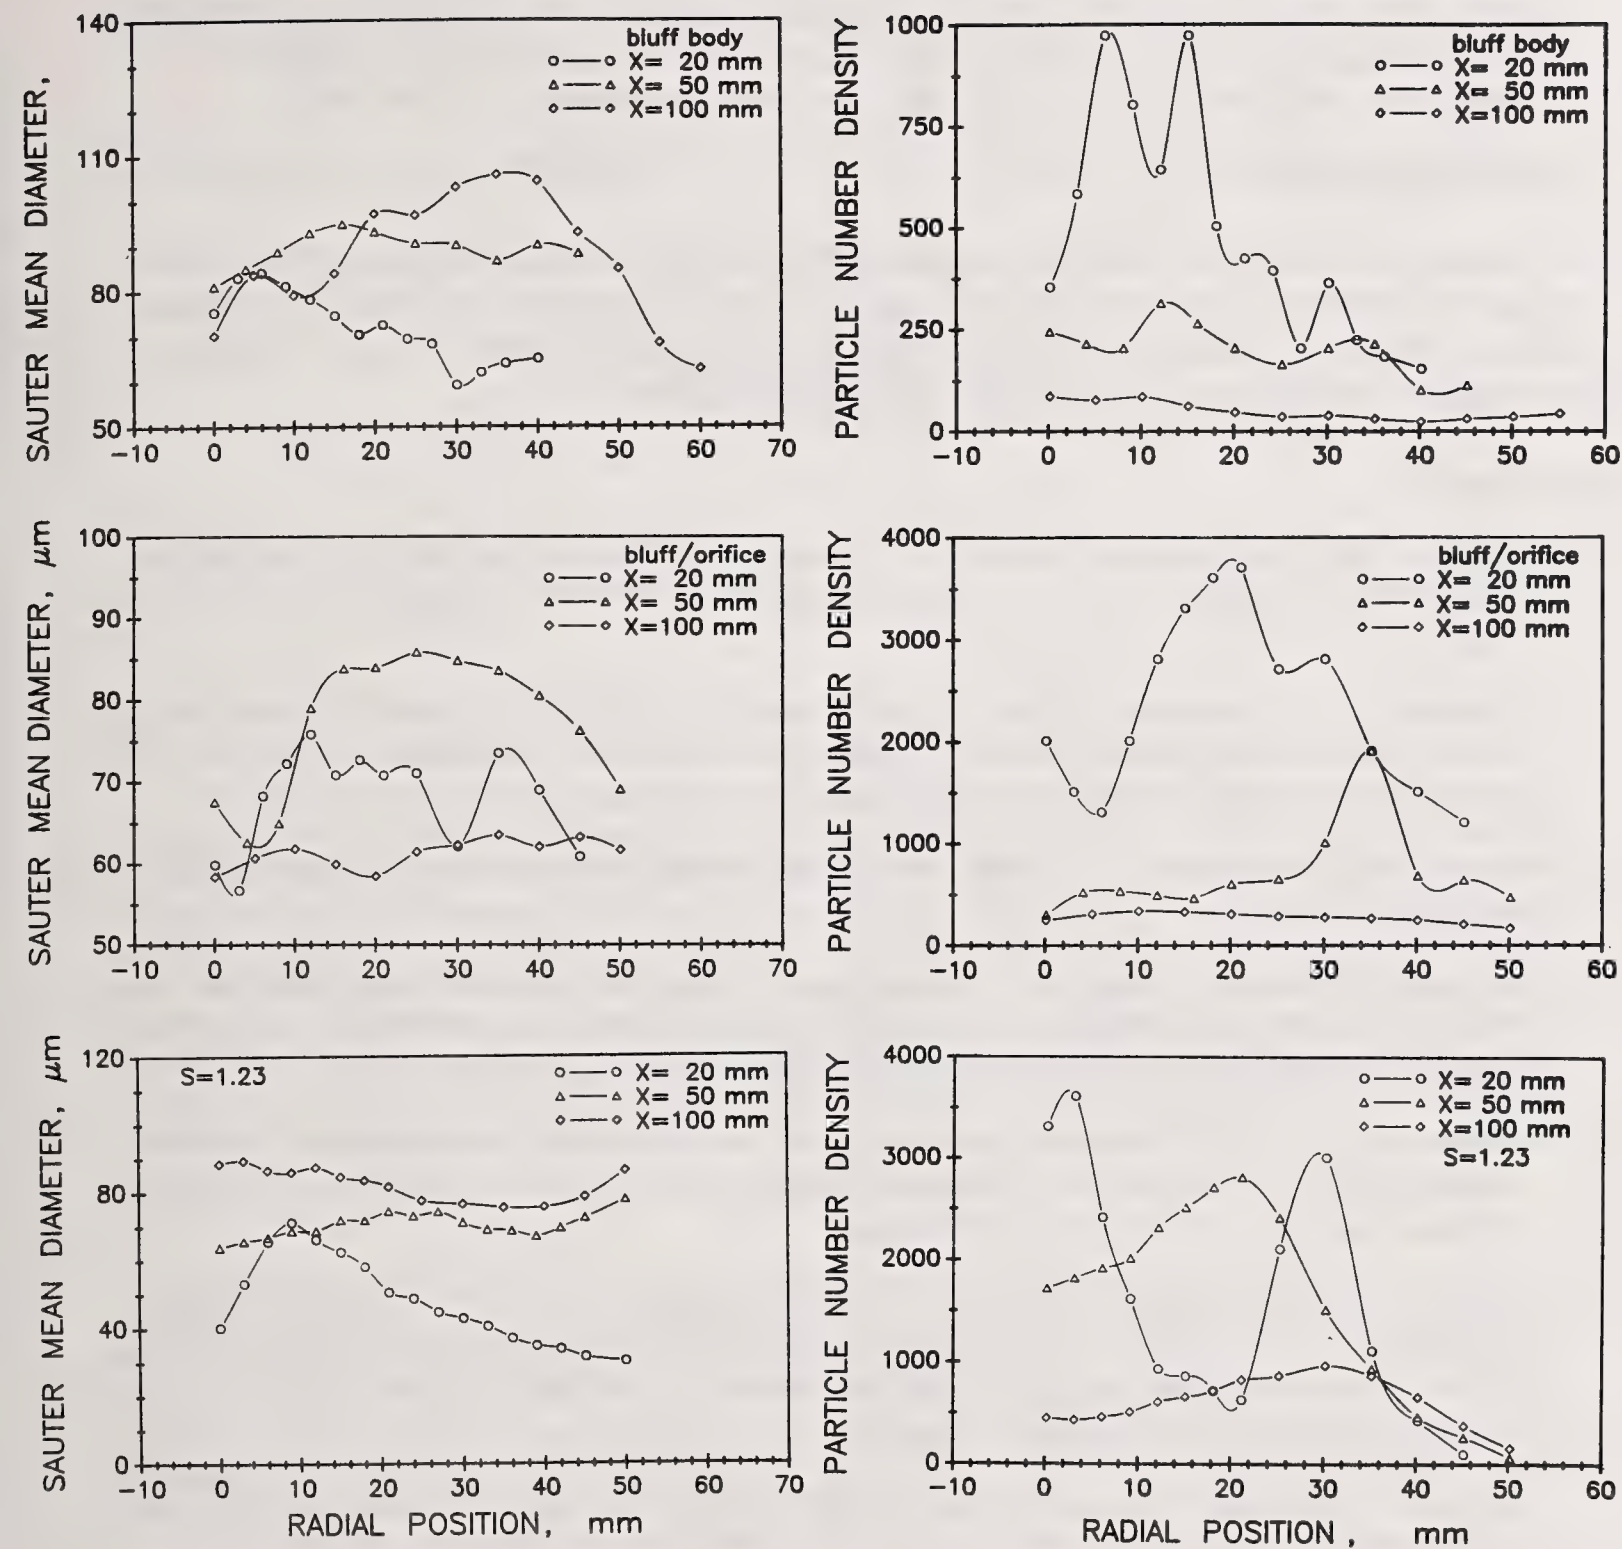 SAUTER MEAN DIAMETER,
140
110
80
50
bluff body
X= 20 mm
X= 50 mm
X=100 mm
-10 0 10 20 30 40 50 60 70
PARTICLE NUMBER DENSITY
1000
750
500
250
0
bluff body
X= 20 mm
X= 50 mm
X=100 mm
-10 0 10 20 30 40 50 60
SAUTER MEAN DIAMETER, μm
100
90
80
70
60
50
bluff/orifice
X= 20 mm
X= 50 mm
X=100 mm
-10 0 10 20 30 40 50 60 70
PARTICLE NUMBER DENSITY
4000
3000
2000
1000
0
bluff/orifice
X= 20 mm
X= 50 mm
X=100 mm
-10 0 10 20 30 40 50 60
SAUTER MEAN DIAMETER, μm
120
80
40
0
S=1.23
X= 20 mm
X= 50 mm
X=100 mm
-10 0 10 20 30 40 50 60 70
RADIAL POSITION, mm
PARTICLE NUMBER DENSITY
4000
3000
2000
1000
0
X= 20 mm
X= 50 mm
X=100 mm
S=1.23
-10 0 10 20 30 40 50 60
RADIAL POSITION, mm